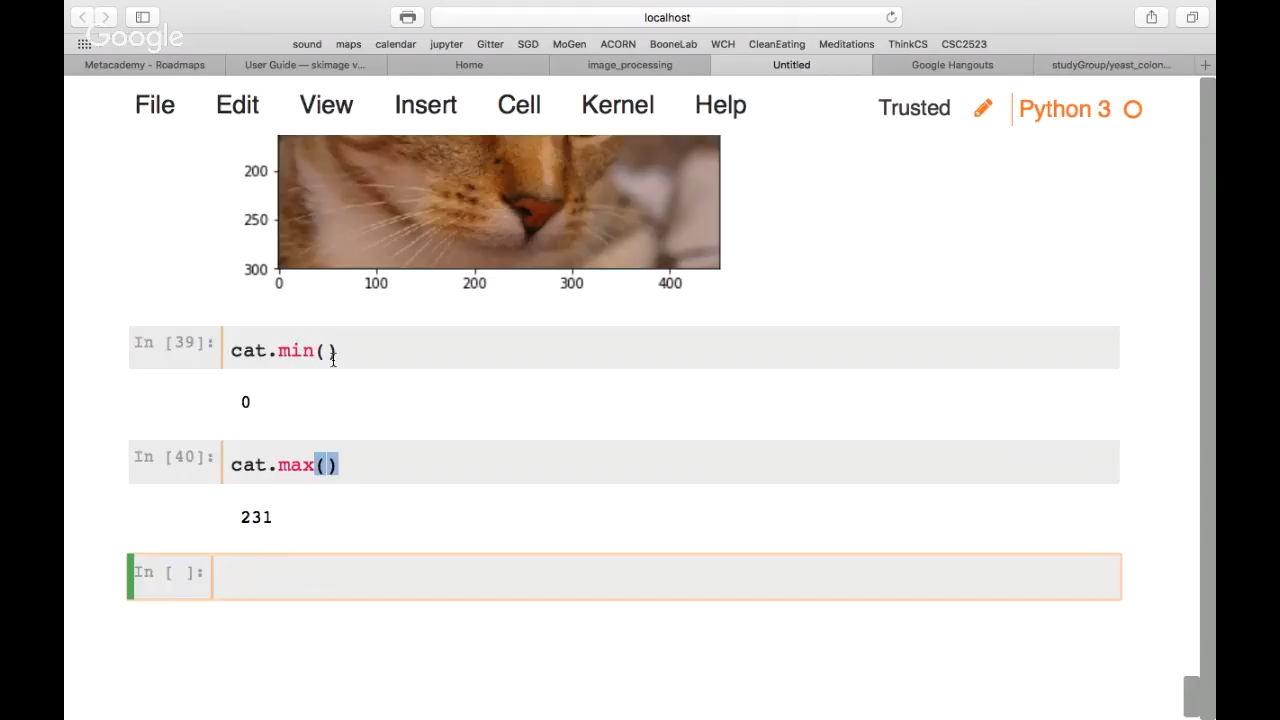 localhost
Google
sound maps calendar jupyter Gitter SGD MoGen ACORN BooneLab WCH CleanEating Meditations ThinkCS CSC2523
Metacademy - Roadmaps User Guide — skimage v... Home image_processing Untitled Google Hangouts studyGroup/yeast_colon...
File Edit View Insert Cell Kernel Help Trusted Python 3
200
250
300
0 100 200 300 400
In [39]: cat.min()
0
In [40]: cat.max()
231
In [ ]: